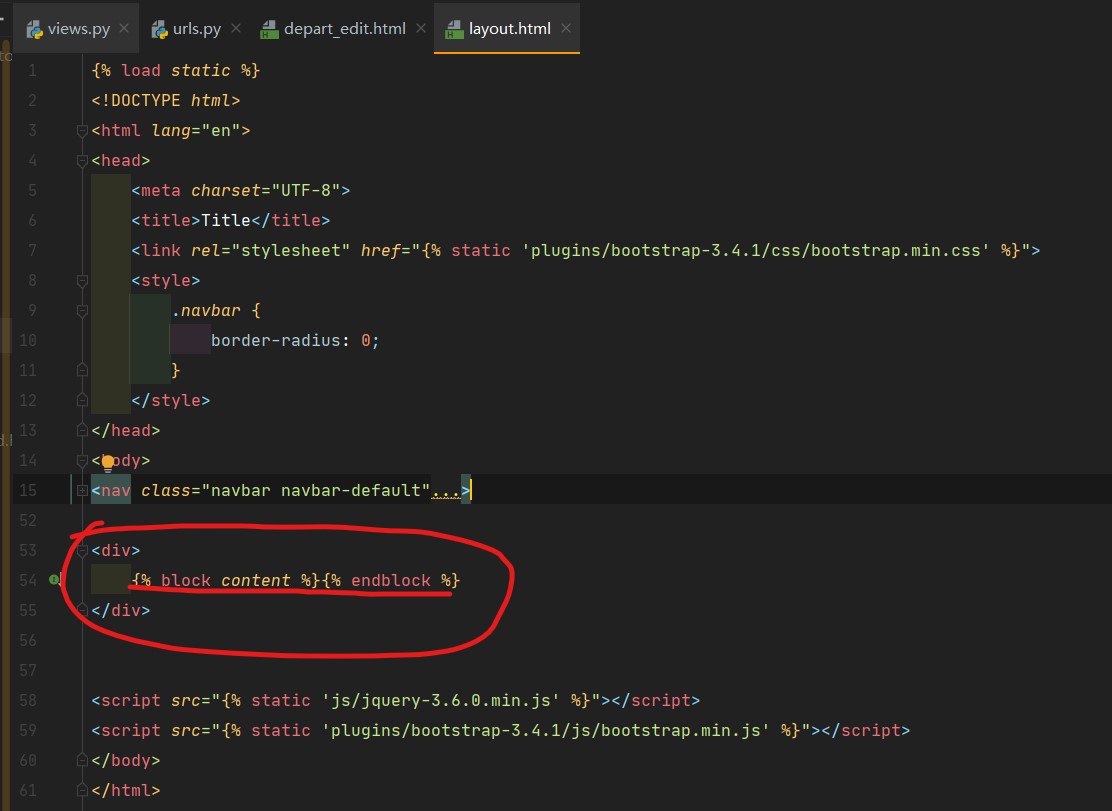 views.py urls.py depart_edit.html layout.html
1 {% load static %}
2 <!DOCTYPE html>
3 <html lang="en">
4 <head>
5 <meta charset="UTF-8">
6 <title>Title</title>
7 <link rel="stylesheet" href="{% static 'plugins/bootstrap-3.4.1/css/bootstrap.min.css' %}">
8 <style>
9 .navbar {
10 border-radius: 0;
11 }
12 </style>
13 </head>
14 <body>
15 <nav class="navbar navbar-default"...>
52
53 <div>
54 {% block content %}{% endblock %}
55 </div>
56
57
58 <script src="{% static 'js/jquery-3.6.0.min.js' %}"></script>
59 <script src="{% static 'plugins/bootstrap-3.4.1/js/bootstrap.min.js' %}"></script>
60 </body>
61 </html>